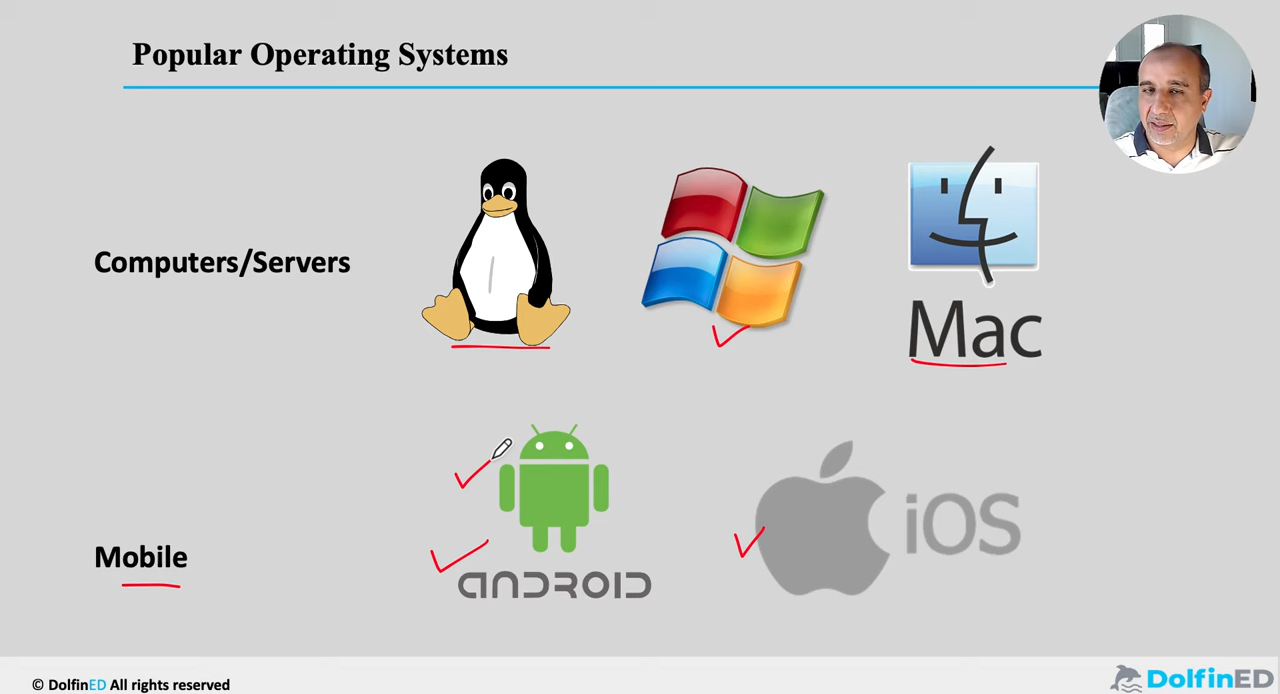 Popular Operating Systems
Computers/Servers
Mac
Mobile
ANDROID
iOS
© DolfinED All rights reserved
DolfinED